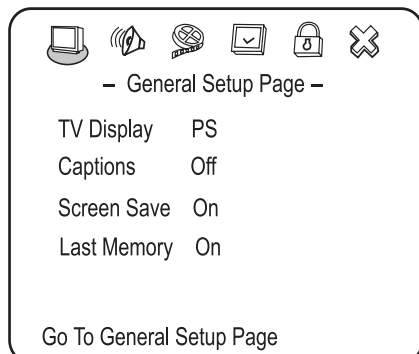 – General Setup Page –
TV Display PS
Captions Off
Screen Save On
Last Memory On
Go To General Setup Page